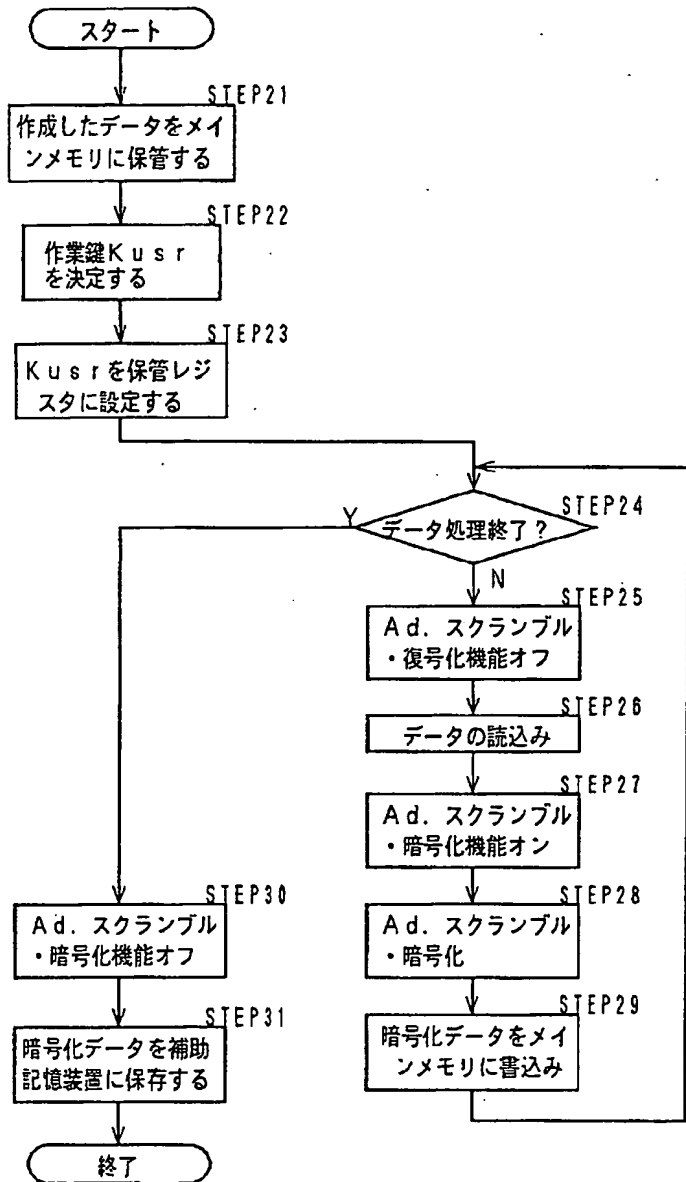 スタート
STEP21
作成したデータをメイ
ンメモリに保管する
STEP22
作業鍵Kusr
を決定する
STEP23
Kusrを保管レジ
スタに設定する
STEP24
データ処理終了?
Y
N
STEP25
Ad. スクランブル
・復号化機能オフ
STEP26
データの読込み
STEP27
Ad. スクランブル
・暗号化機能オン
STEP28
Ad. スクランブル
・暗号化
STEP29
暗号化データをメイ
ンメモリに書込み
STEP30
Ad. スクランブル
・暗号化機能オフ
STEP31
暗号化データを補助
記憶装置に保存する
終了